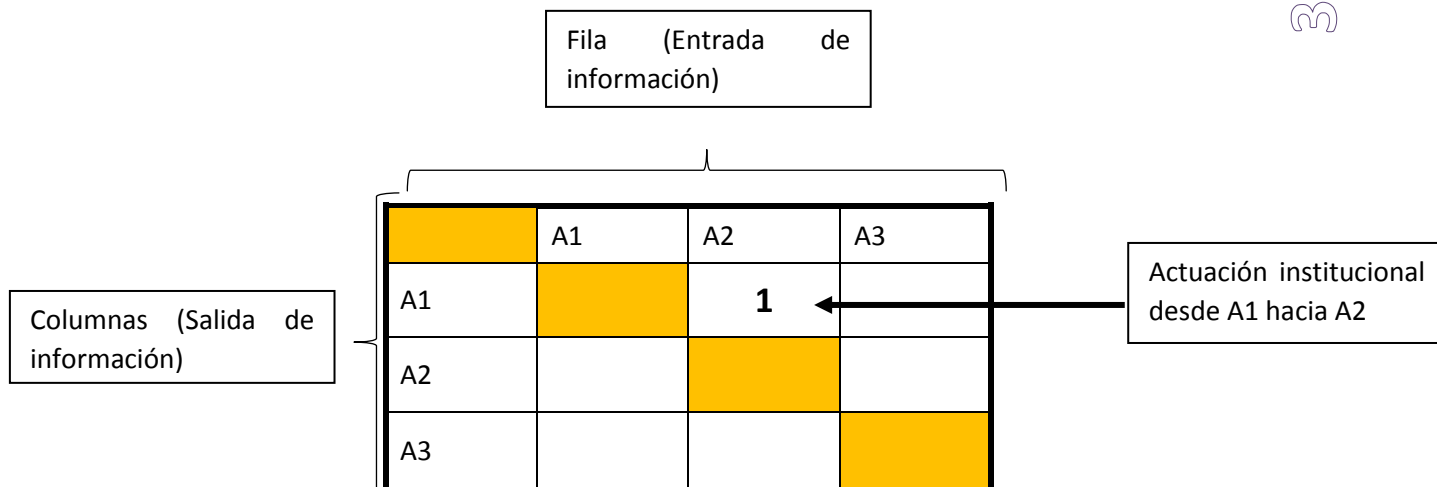 3
Fila (Entrada de
información)
A1 A2 A3
A1 1
A2
A3
Columnas (Salida de
información)
Actuación institucional
desde A1 hacia A2